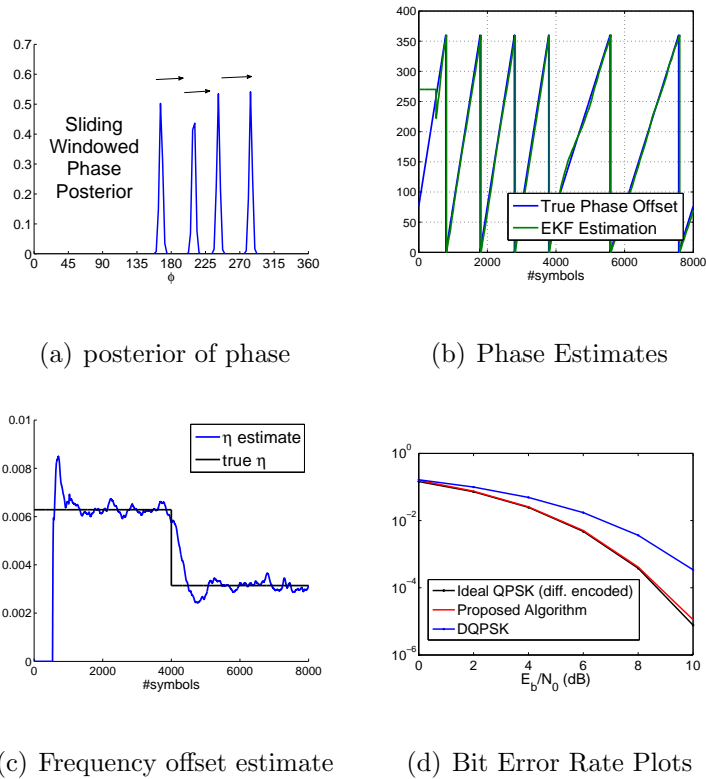 0.7
0.6
0.5
0.4
0.3
0.2
0.1
0
Sliding
Windowed
Phase
Posterior
0 45 90 135 180 225 270 315 360
ϕ
(a) posterior of phase
400
350
300
250
200
150
100
50
0
True Phase Offset
EKF Estimation
0 2000 4000 6000 8000
#symbols
(b) Phase Estimates
0.01
0.008
0.006
0.004
0.002
0
η estimate
true η
0 2000 4000 6000 8000
#symbols
(c) Frequency offset estimate
10^0
10^-2
10^-4
10^-6
Ideal QPSK (diff. encoded)
Proposed Algorithm
DQPSK
0 2 4 6 8 10
E_b/N_0 (dB)
(d) Bit Error Rate Plots